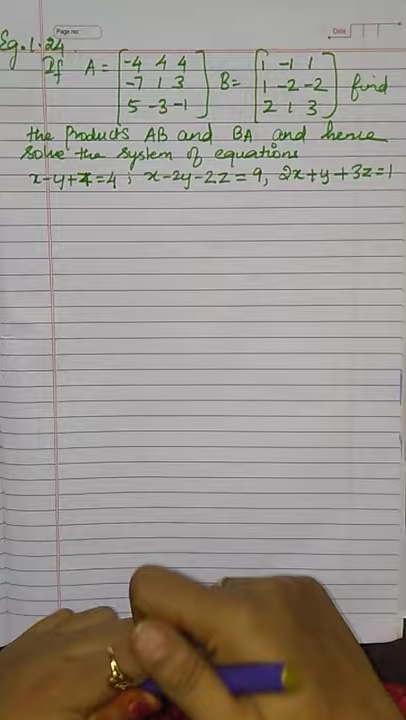 Page no:
Date
Eg. 1.24
If A = [-4 4 4 B = [1 -1 1 find
-7 1 3 1 -2 -2
5 -3 -1] 2 1 3]
the Products AB and BA and hence
Solve the system of equations
x-y+z=4 ; x-2y-2z=9, 2x+y+3z=1